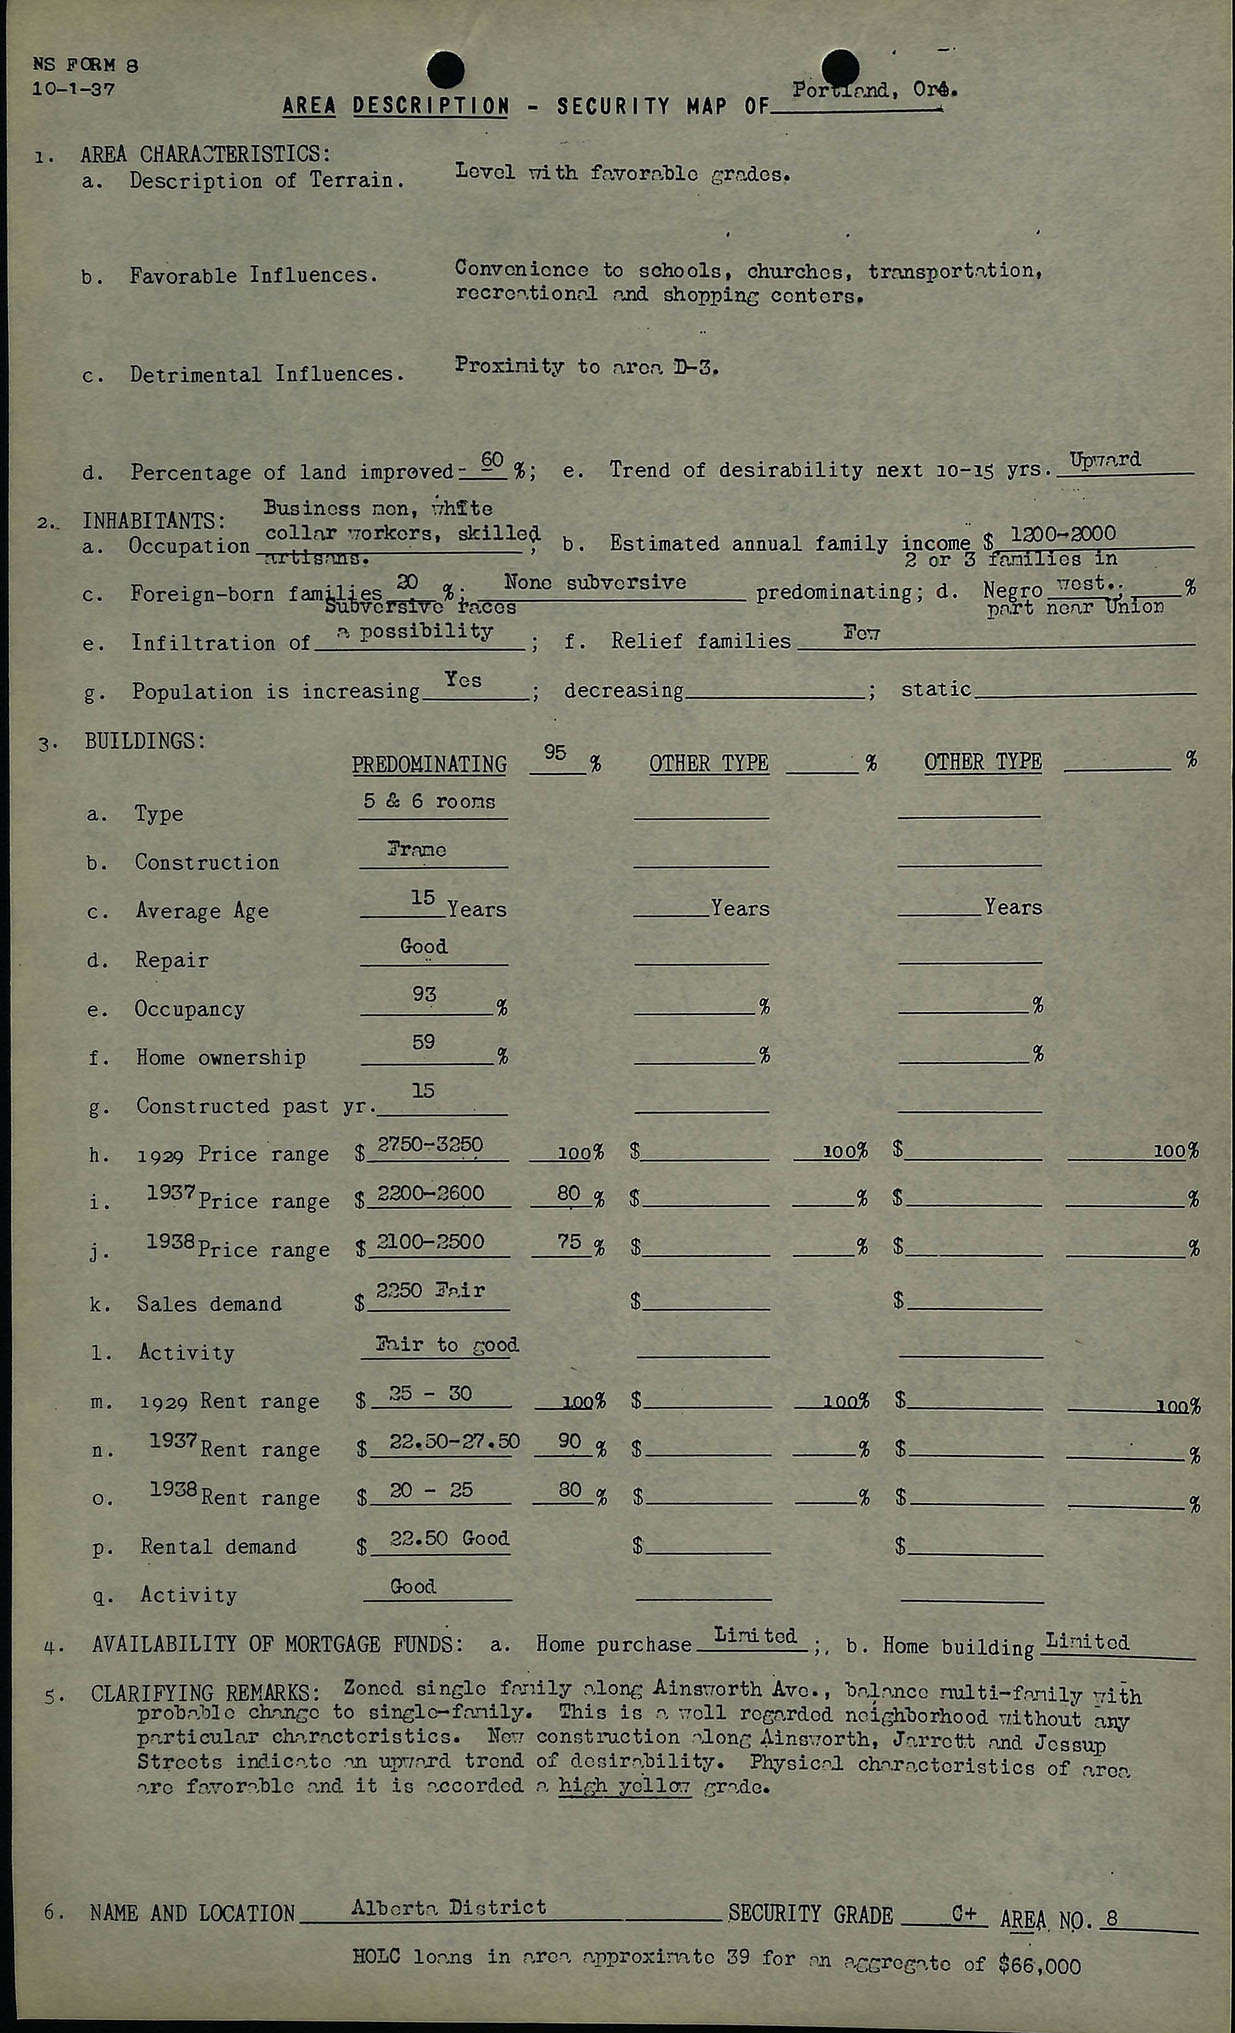 NS FORM 8
10-1-37
Portland, Ore.
AREA DESCRIPTION - SECURITY MAP OF
1. AREA CHARACTERISTICS:
a. Description of Terrain. Level with favorable grades.
b. Favorable Influences. Convenience to schools, churches, transportation,
recreational and shopping centers.
c. Detrimental Influences. Proximity to area D-3.
d. Percentage of land improved- 60 %; e. Trend of desirability next 10-15 yrs. Upward
2. INHABITANTS: Business men, white
a. Occupation collar workers, skilled ; b. Estimated annual family income $ 1200-2000
artisans. 2 or 3 families in
c. Foreign-born families 20 %; None subversive predominating; d. Negro west.; %
Subversive races part near Union
e. Infiltration of a possibility ; f. Relief families Few
g. Population is increasing Yes ; decreasing ; static
3. BUILDINGS:
PREDOMINATING 95 % OTHER TYPE % OTHER TYPE %
a. Type 5 & 6 rooms
b. Construction Frame
c. Average Age 15 Years Years Years
d. Repair Good
e. Occupancy 93 % % %
f. Home ownership 59 % % %
g. Constructed past yr. 15
h. 1929 Price range $ 2750-3250 100% $ 100% $ 100%
i. 1937 Price range $ 2200-2600 80 % $ % $ %
j. 1938 Price range $ 2100-2500 75 % $ % $ %
k. Sales demand $ 2250 Fair $ $
l. Activity Fair to good
m. 1929 Rent range $ 25 - 30 100% $ 100% $ 100%
n. 1937 Rent range $ 22.50-27.50 90 % $ % $ %
o. 1938 Rent range $ 20 - 25 80 % $ % $ %
p. Rental demand $ 22.50 Good $ $
q. Activity Good
4. AVAILABILITY OF MORTGAGE FUNDS: a. Home purchase Limited ;. b. Home building Limited
5. CLARIFYING REMARKS: Zoned single family along Ainsworth Ave., balance multi-family with
probable change to single-family. This is a well regarded neighborhood without any
particular characteristics. New construction along Ainsworth, Jarrett and Jessup
Streets indicate an upward trend of desirability. Physical characteristics of area
are favorable and it is accorded a high yellow grade.
6. NAME AND LOCATION Alberta District SECURITY GRADE C+ AREA NO. 8
HOLC loans in area approximate 39 for an aggregate of $66,000